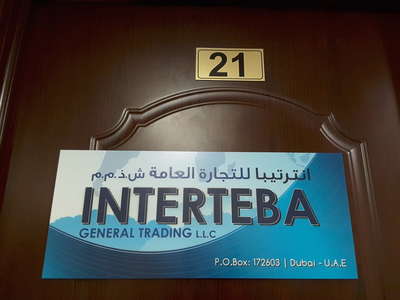 21
انترتيبا للتجارة العامة ش.ذ.م.م
INTERTEBA
GENERAL TRADING L.L.C
P.O.Box: 172603 | Dubai - U.A.E